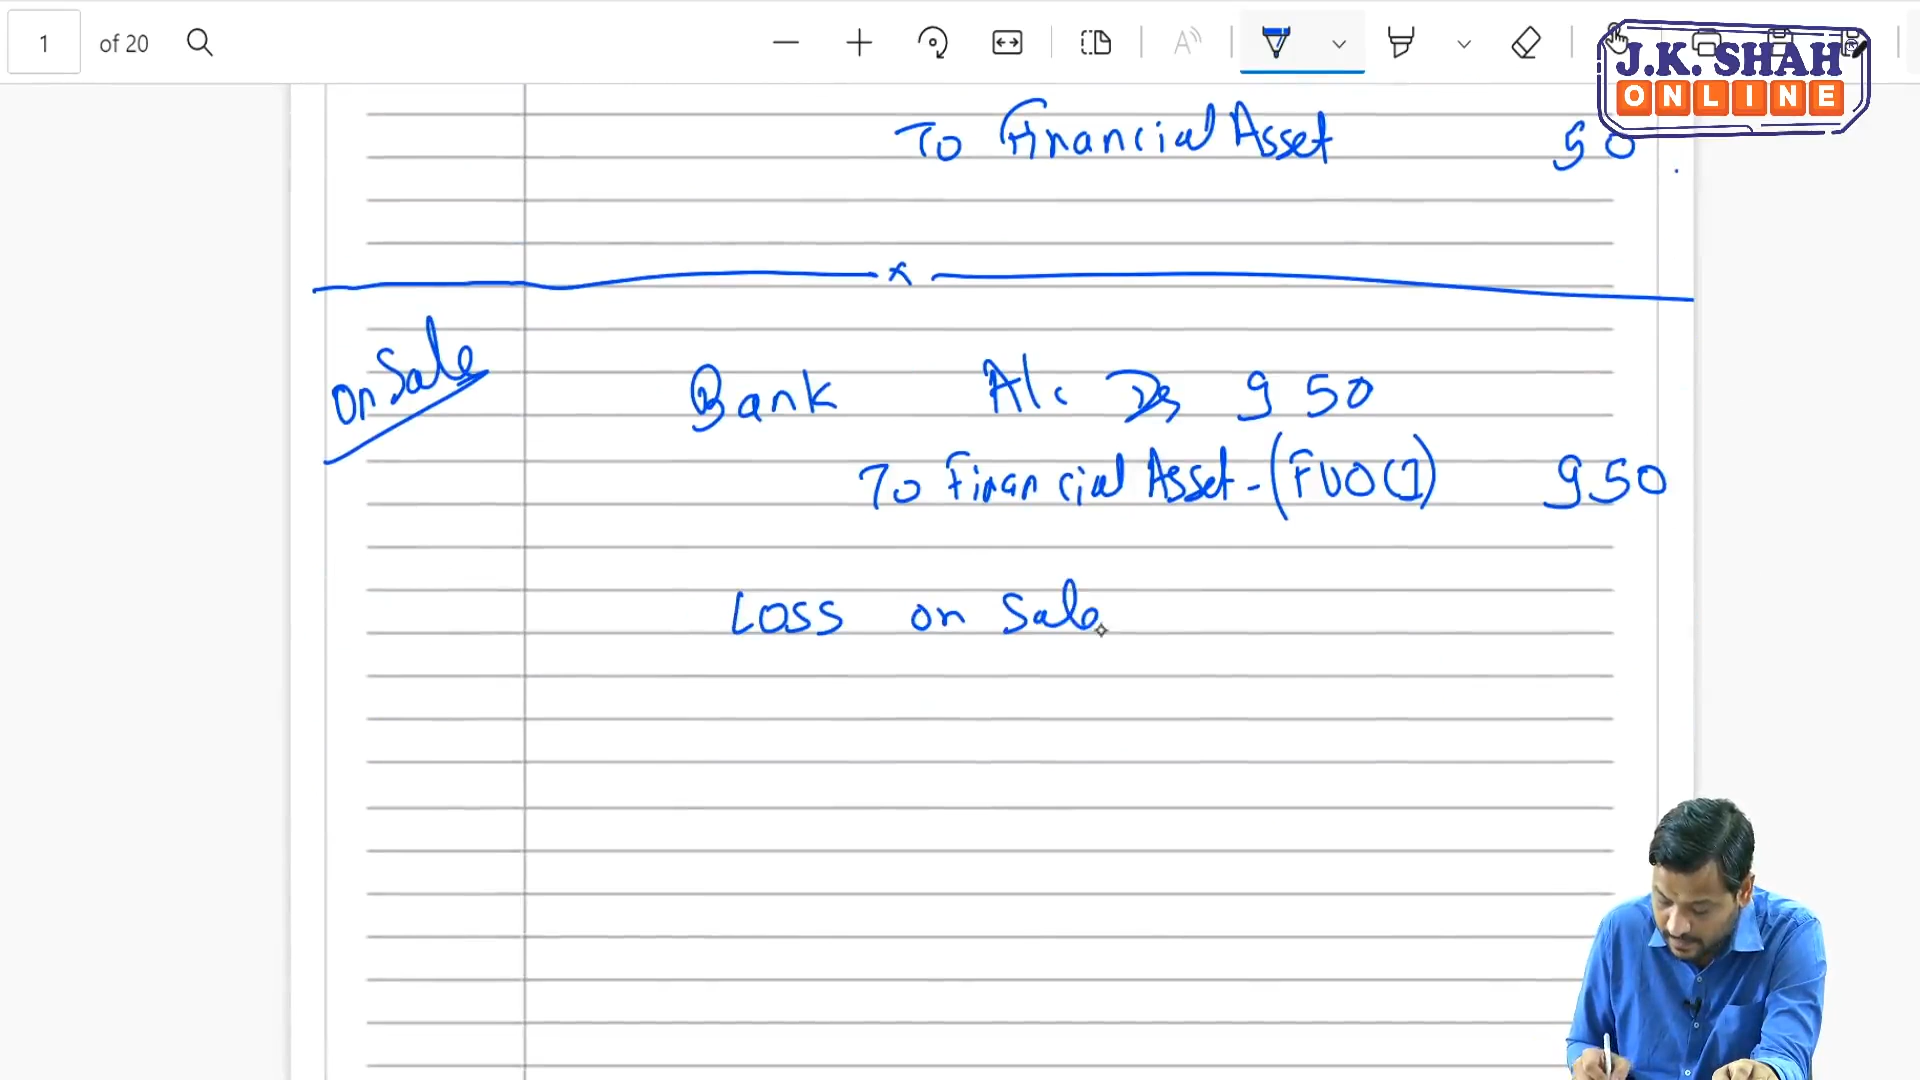 1 of 20
J.K. SHAH
ONLINE
To Financial Asset 50
x
On Sale
Bank A/c Dr 950
To Financial Asset - (FVOCI) 950
Loss on Sale